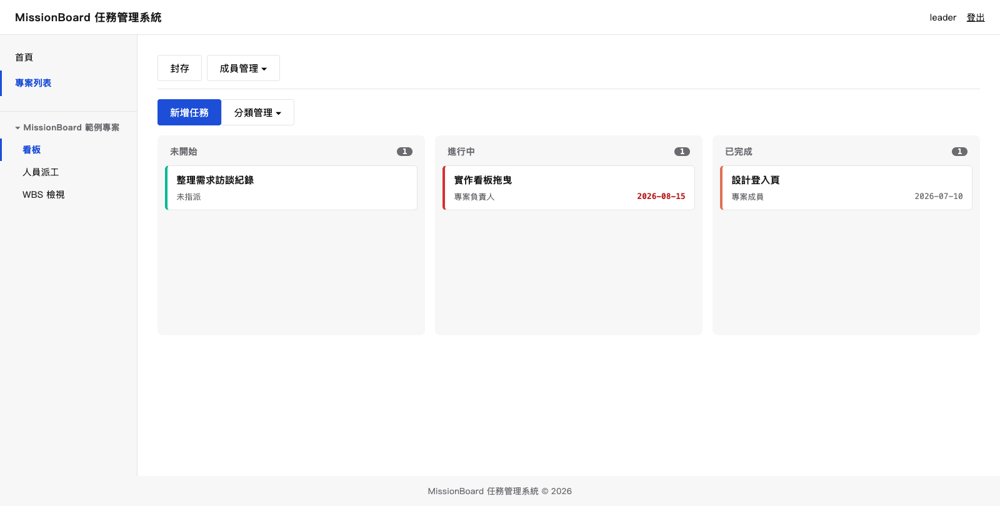 MissionBoard 任務管理系統
leader 登出
首頁
專案列表
MissionBoard 範例專案
看板
人員派工
WBS 檢視
封存 成員管理
新增任務 分類管理
未開始 1
整理需求訪談紀錄
未指派
進行中 1
實作看板拖曳
專案負責人 2026-08-15
已完成 1
設計登入頁
專案成員 2026-07-10
MissionBoard 任務管理系統 © 2026